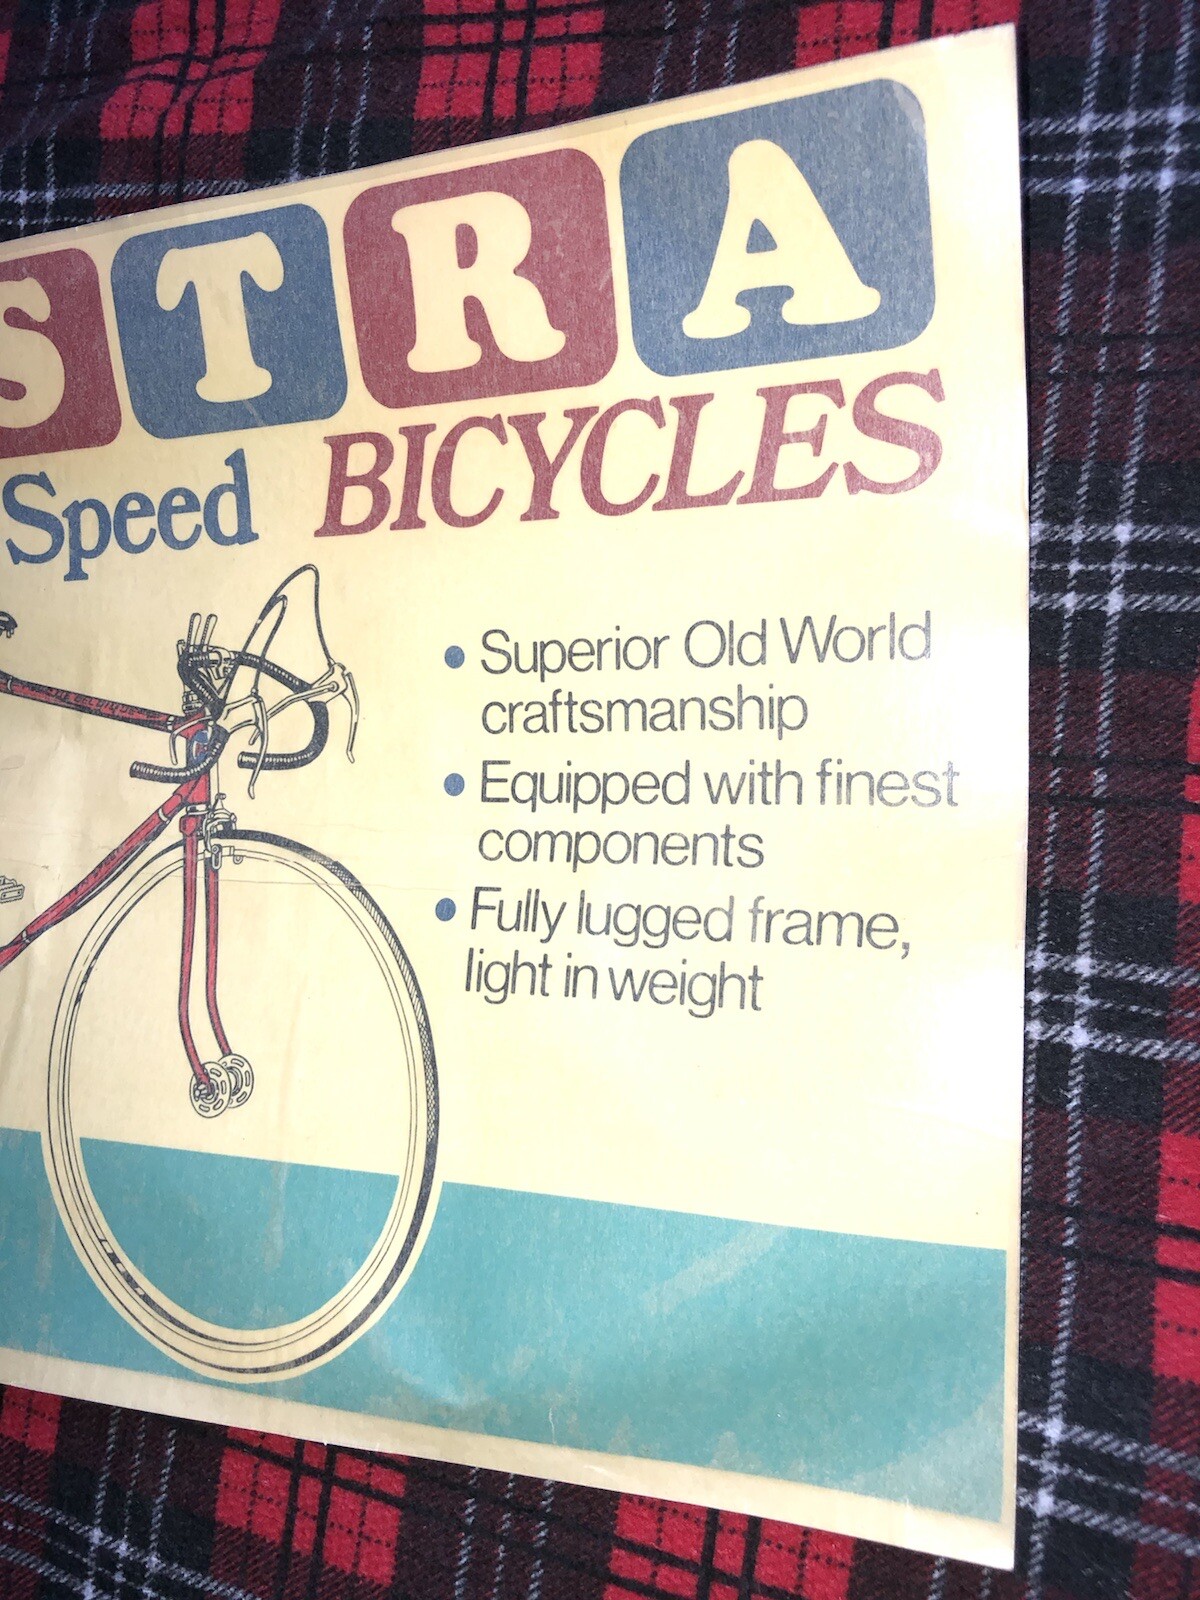 STRA
Speed BICYCLES
• Superior Old World
craftsmanship
• Equipped with finest
components
• Fully lugged frame,
light in weight